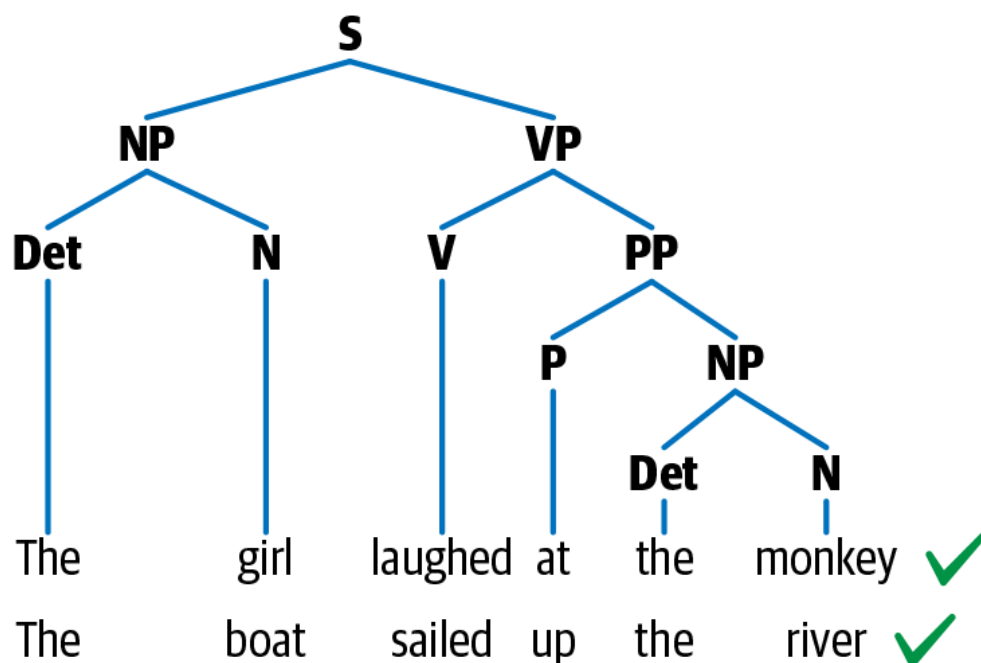 S
NP VP
Det N V PP
P NP
Det N
The girl laughed at the monkey
The boat sailed up the river